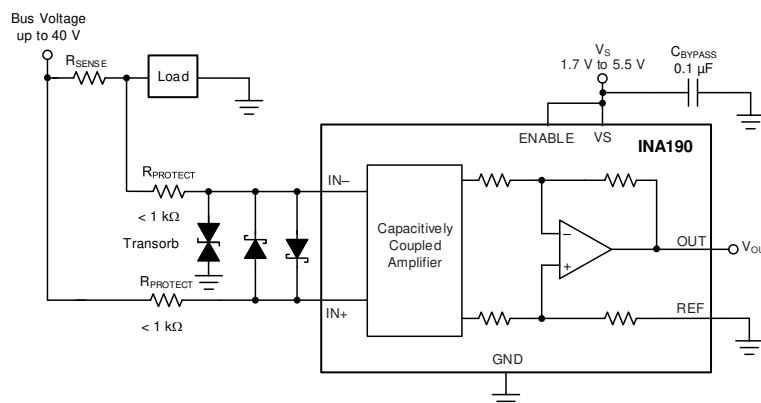 Bus Voltage
up to 40 V
RSENSE
Load
VS
1.7 V to 5.5 V
CBYPASS
0.1 µF
ENABLE
VS
INA190
RPROTECT
< 1 kΩ
IN–
Transorb
Capacitively
Coupled
Amplifier
–
+
OUT
VOU
RPROTECT
< 1 kΩ
IN+
REF
GND